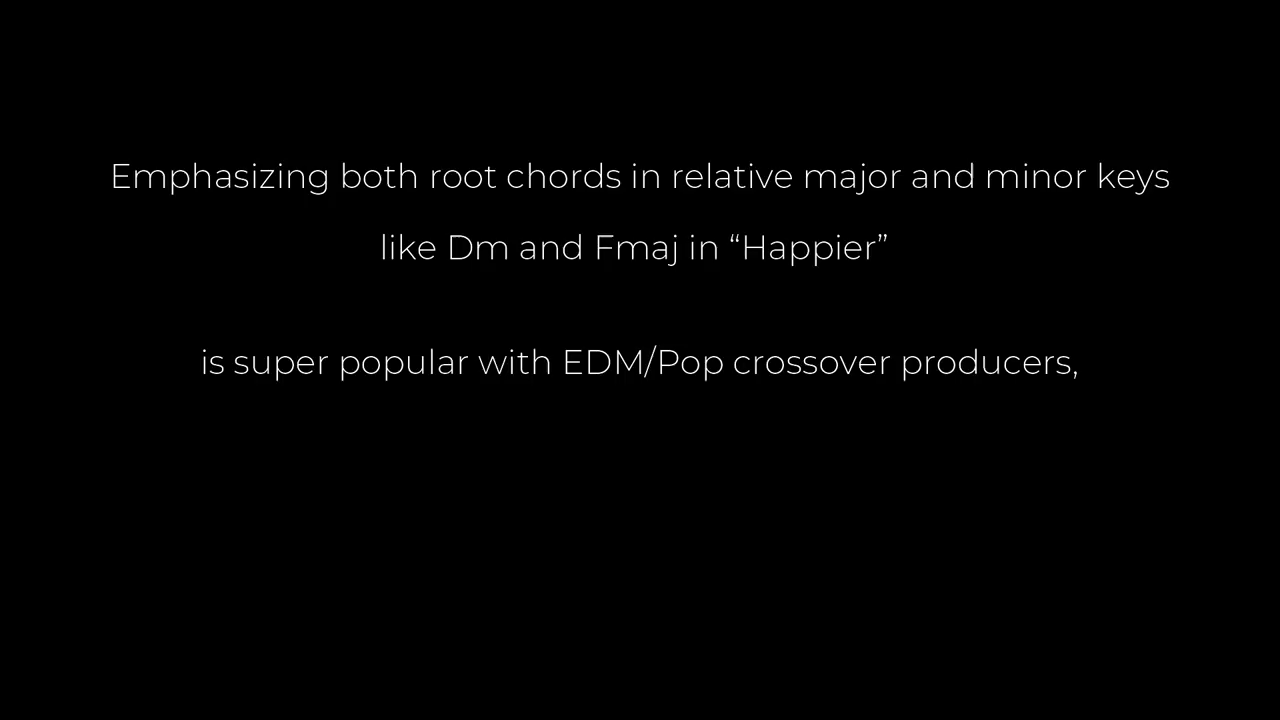 Emphasizing both root chords in relative major and minor keys
like Dm and Fmaj in “Happier”
is super popular with EDM/Pop crossover producers,